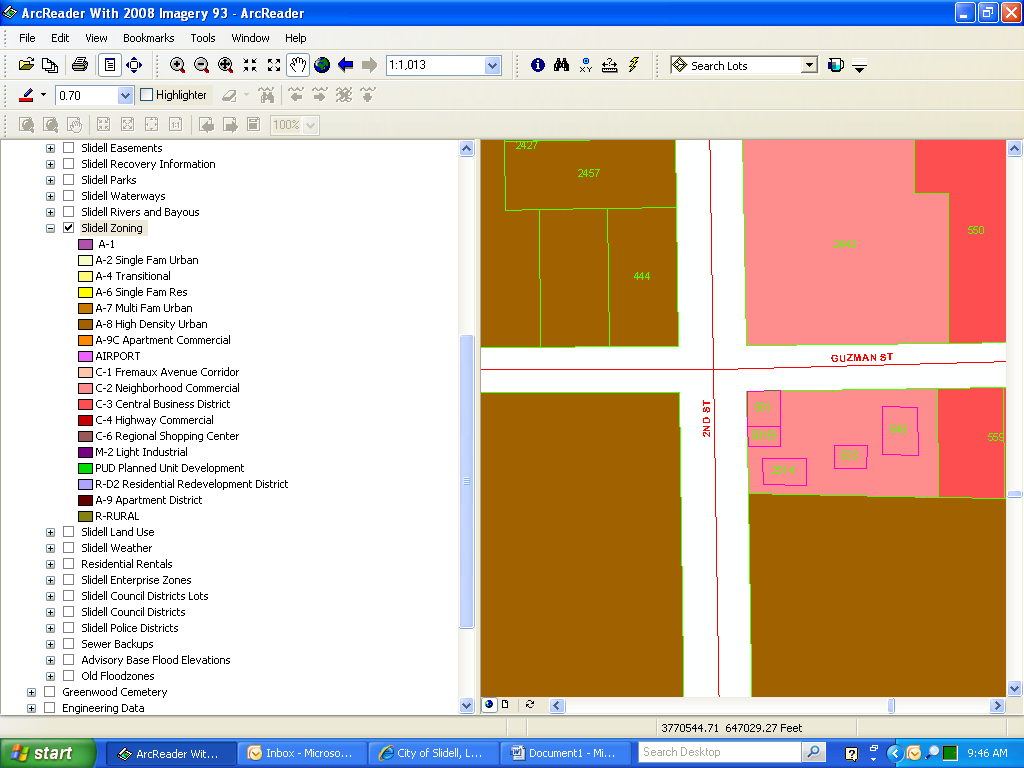 ArcReader With 2008 Imagery 93 - ArcReader
File Edit View Bookmarks Tools Window Help
1:1,013
Search Lots
0.70
Highlighter
100%
Slidell Easements
Slidell Recovery Information
Slidell Parks
Slidell Waterways
Slidell Rivers and Bayous
Slidell Zoning
A-1
A-2 Single Fam Urban
A-4 Transitional
A-6 Single Fam Res
A-7 Multi Fam Urban
A-8 High Density Urban
A-9C Apartment Commercial
AIRPORT
C-1 Fremaux Avenue Corridor
C-2 Neighborhood Commercial
C-3 Central Business District
C-4 Highway Commercial
C-6 Regional Shopping Center
M-2 Light Industrial
PUD Planned Unit Development
R-D2 Residential Redevelopment District
A-9 Apartment District
R-RURAL
Slidell Land Use
Slidell Weather
Residential Rentals
Slidell Enterprise Zones
Slidell Council Districts Lots
Slidell Council Districts
Slidell Police Districts
Sewer Backups
Advisory Base Flood Elevations
Old Floodzones
Greenwood Cemetery
Engineering Data
2427
2457
444
550
GUZMAN ST
2ND ST
3770544.71 647029.27 Feet
start
ArcReader Wit...
Inbox - Microso...
City of Slidell, L...
Document1 - Mi...
Search Desktop
9:46 AM